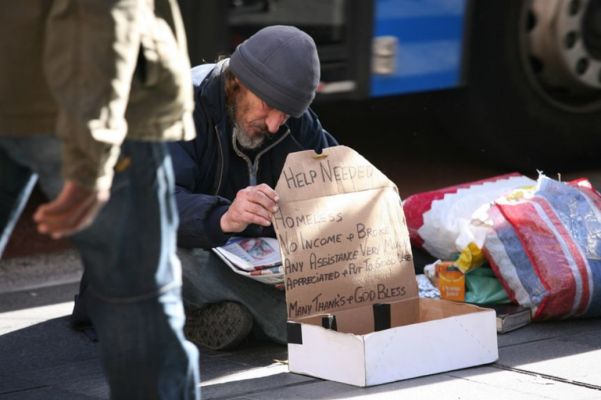 HELP NEEDED
HOMELESS
NO INCOME + BROKE
ANY ASSISTANCE VERY MUCH
APPRECIATED + PUT TO GOOD USE
MANY THANKS + GOD BLESS